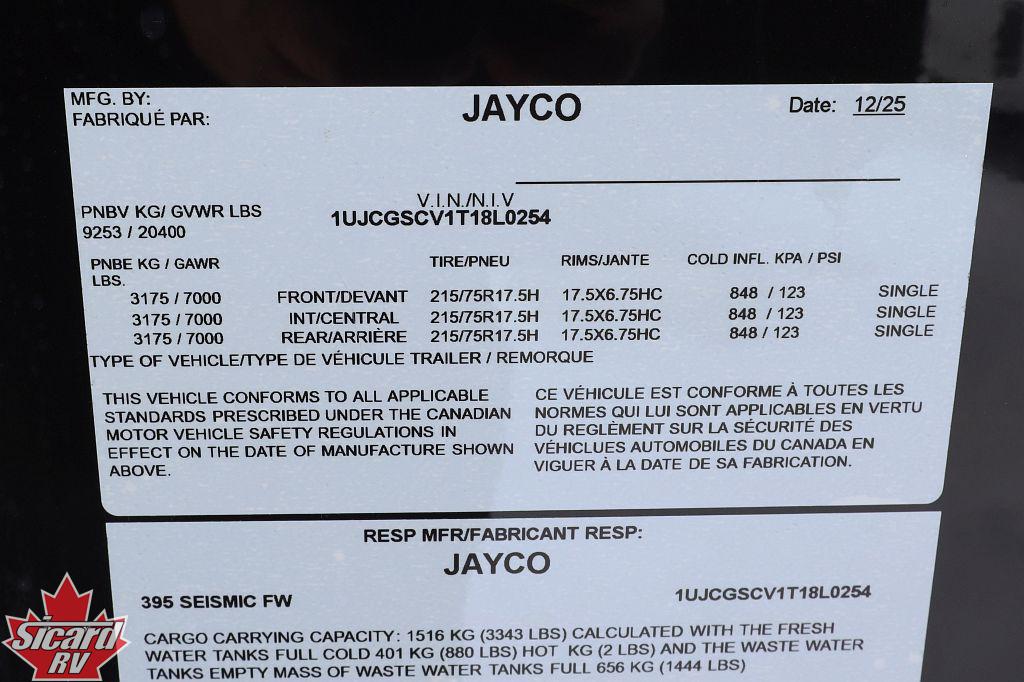 MFG. BY:
FABRIQUÉ PAR:
JAYCO
Date: 12/25
V.I.N./N.I.V
1UJCGSCV1T18L0254
PNBV KG/ GVWR LBS
9253 / 20400
PNBE KG / GAWR LBS. TIRE/PNEU RIMS/JANTE COLD INFL. KPA / PSI
3175 / 7000 FRONT/DEVANT 215/75R17.5H 17.5X6.75HC 848 / 123 SINGLE
3175 / 7000 INT/CENTRAL 215/75R17.5H 17.5X6.75HC 848 / 123 SINGLE
3175 / 7000 REAR/ARRIÈRE 215/75R17.5H 17.5X6.75HC 848 / 123 SINGLE
TYPE OF VEHICLE/TYPE DE VÉHICULE TRAILER / REMORQUE
THIS VEHICLE CONFORMS TO ALL APPLICABLE
STANDARDS PRESCRIBED UNDER THE CANADIAN
MOTOR VEHICLE SAFETY REGULATIONS IN
EFFECT ON THE DATE OF MANUFACTURE SHOWN
ABOVE.
CE VÉHICULE EST CONFORME À TOUTES LES
NORMES QUI LUI SONT APPLICABLES EN VERTU
DU REGLÈMENT SUR LA SÉCURITÉ DES
VÉHICLUES AUTOMOBILES DU CANADA EN
VIGUER À LA DATE DE SA FABRICATION.
RESP MFR/FABRICANT RESP:
JAYCO
395 SEISMIC FW 1UJCGSCV1T18L0254
CARGO CARRYING CAPACITY: 1516 KG (3343 LBS) CALCULATED WITH THE FRESH
WATER TANKS FULL COLD 401 KG (880 LBS) HOT KG (2 LBS) AND THE WASTE WATER
TANKS EMPTY MASS OF WASTE WATER TANKS FULL 656 KG (1444 LBS)
Sicard
RV